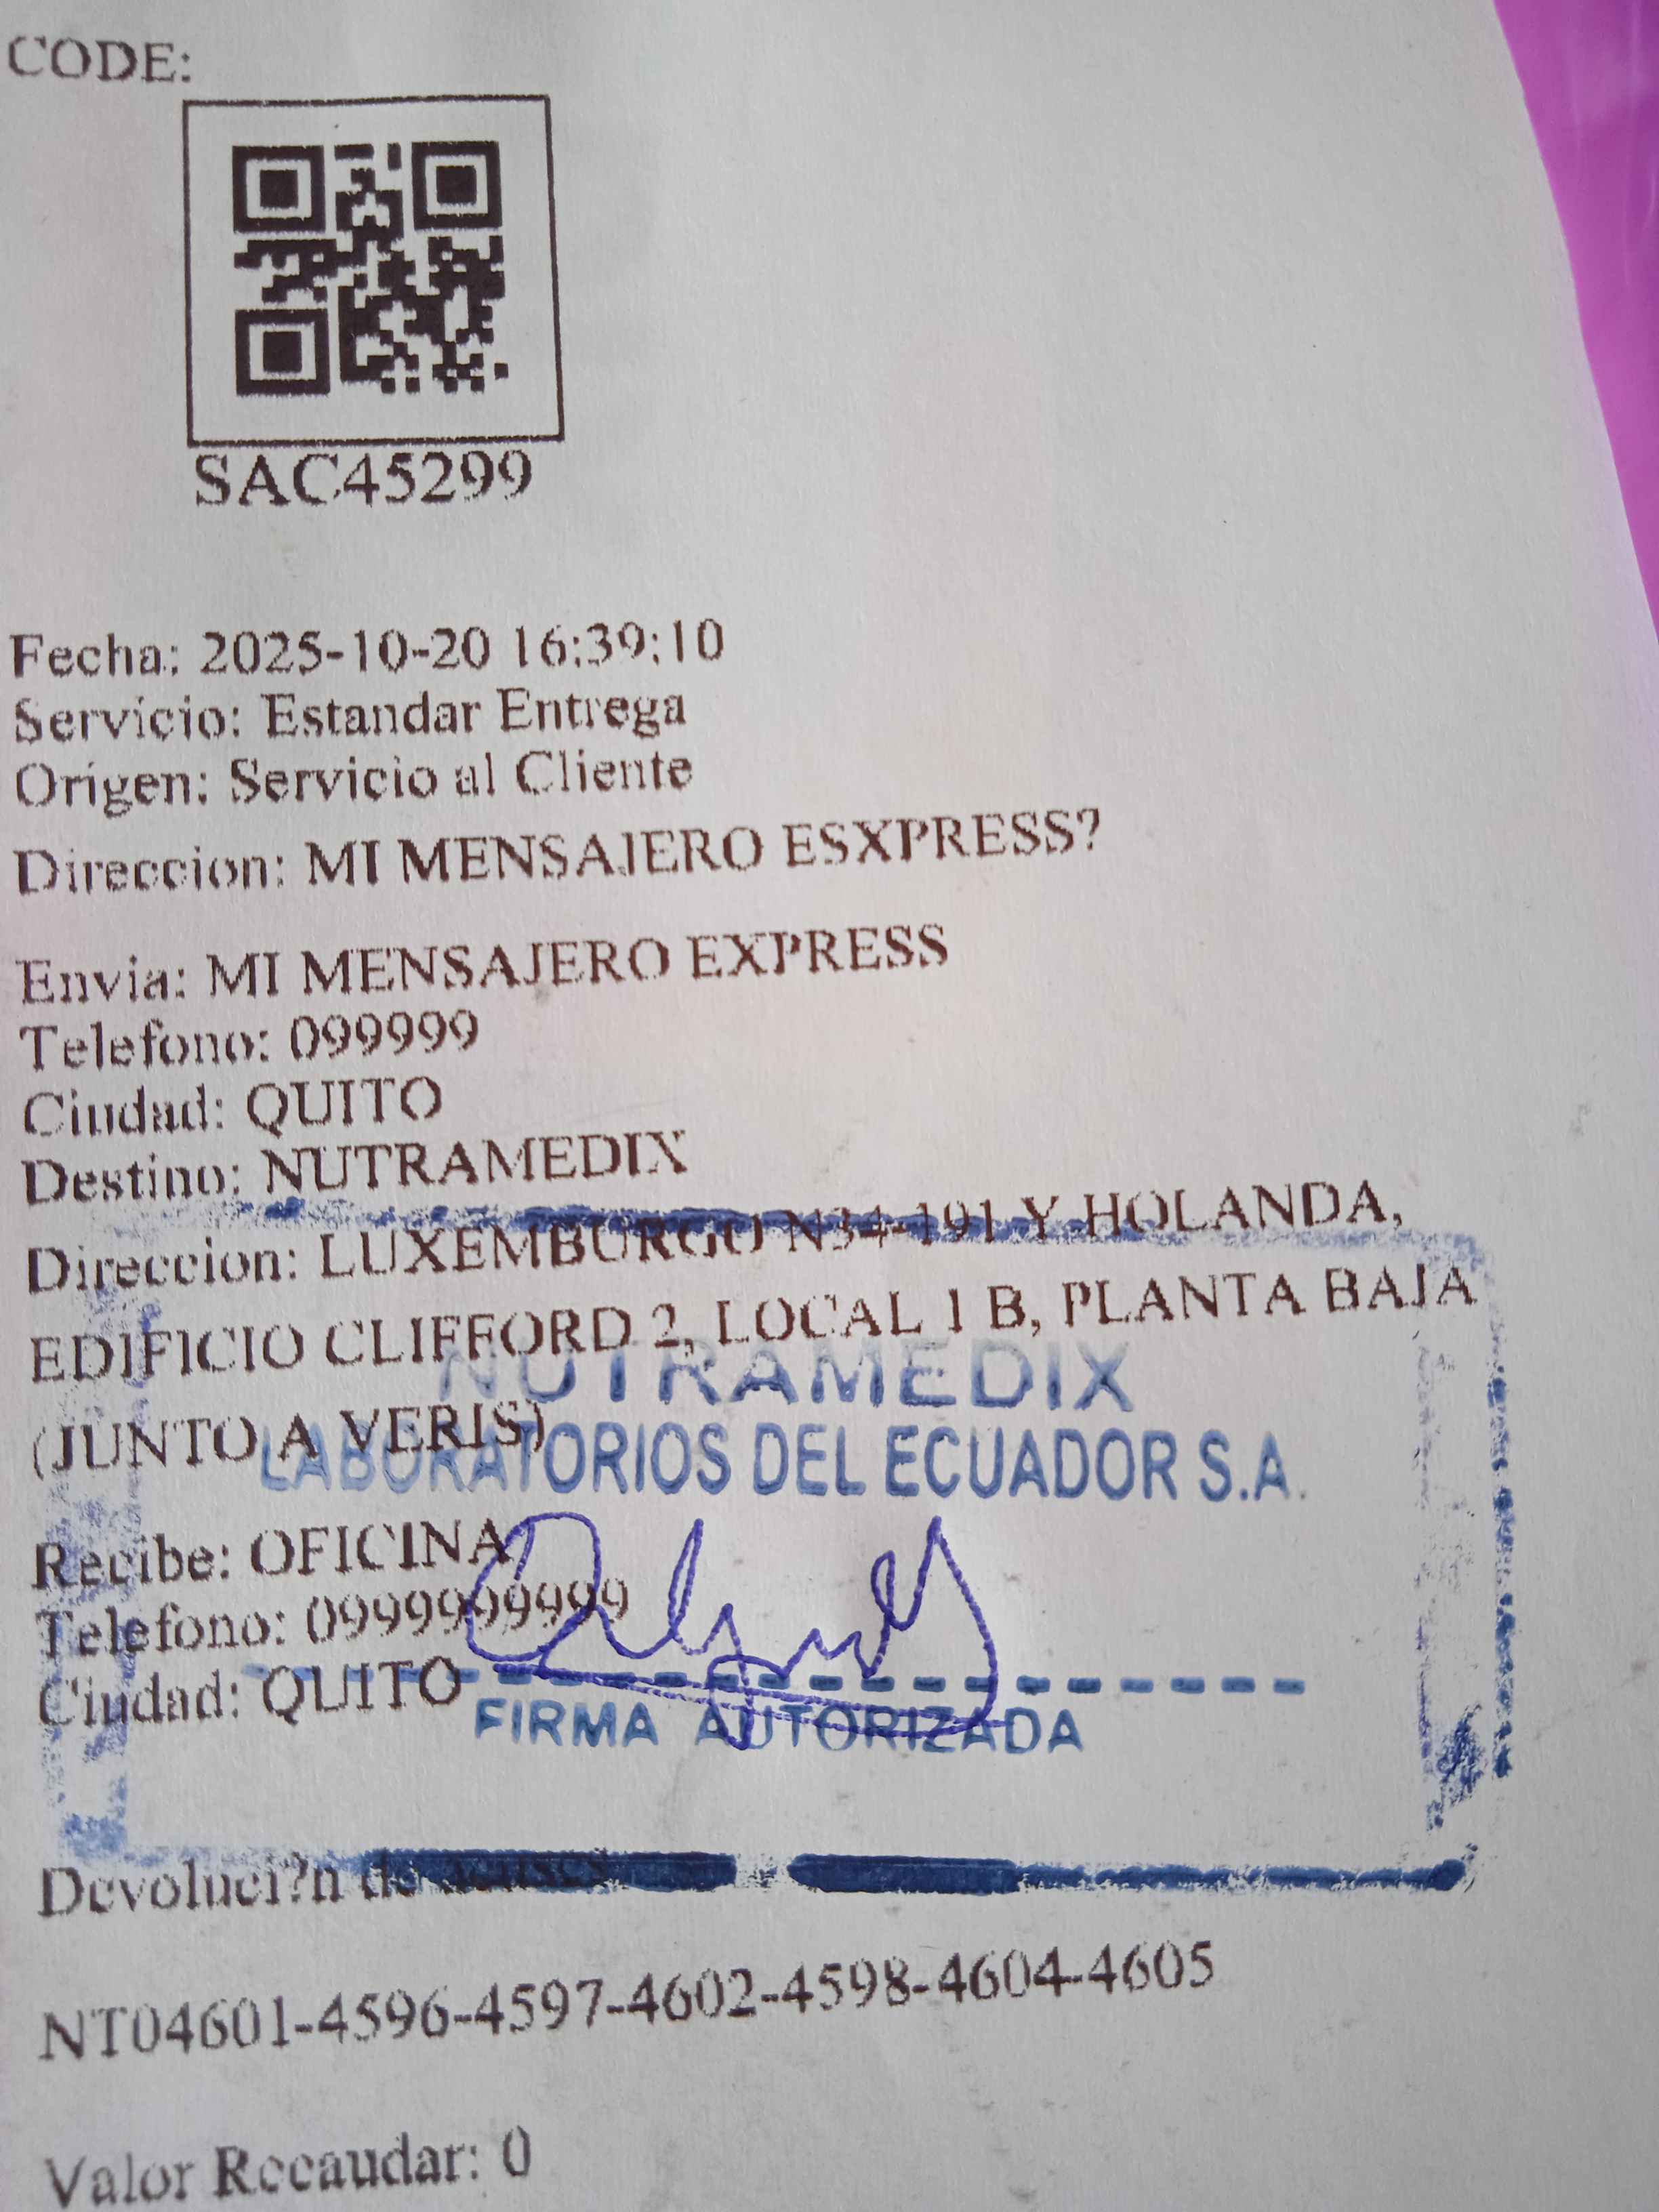 CODE:
SAC45299
Fecha: 2025-10-20 16:39:10
Servicio: Estandar Entrega
Origen: Servicio al Cliente
Direccion: MI MENSAJERO ESXPRESS?
Envia: MI MENSAJERO EXPRESS
Telefono: 099999
Ciudad: QUITO
Destino: NUTRAMEDIX
Direccion: LUXEMBURGO N34-191 Y HOLANDA,
EDIFICIO CLIFFORD 2, LOCAL 1 B, PLANTA BAJA
(JUNTO A VERIS)
NUTRAMEDIX
LABORATORIOS DEL ECUADOR S.A.
Recibe: OFICINA
Telefono: 0999999999
Ciudad: QUITO
FIRMA AUTORIZADA
Devoluci?n de acuses
NT04601-4596-4597-4602-4598-4604-4605
Valor Recaudar: 0